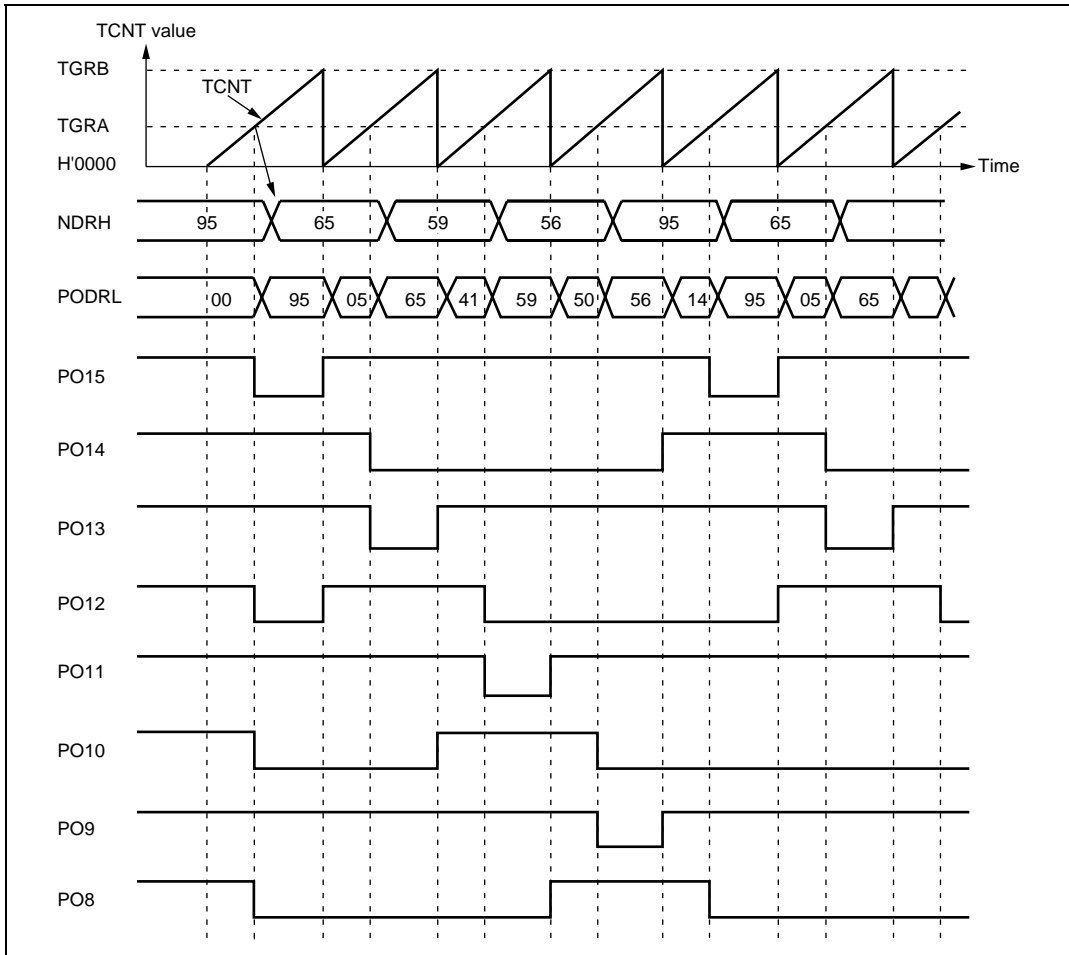 TCNT value
TGRB
TCNT
TGRA
H'0000
Time
NDRH 95 65 59 56 95 65
PODRL 00 95 05 65 41 59 50 56 14 95 05 65
PO15
PO14
PO13
PO12
PO11
PO10
PO9
PO8